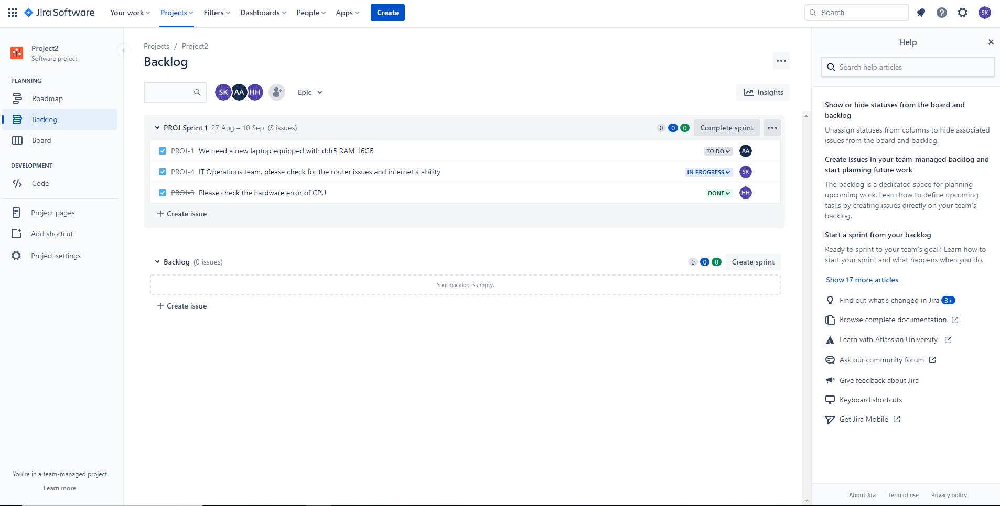 Jira Software
Your work
Projects
Filters
Dashboards
People
Apps
Create
Search
SK
Project2
Software project
PLANNING
Roadmap
Backlog
Board
DEVELOPMENT
Code
Project pages
Add shortcut
Project settings
You're in a team-managed project
Learn more
Projects / Project2
Backlog
SK AA HH
Epic
Insights
PROJ Sprint 1 27 Aug – 10 Sep (3 issues)
0 0 0
Complete sprint
PROJ-1 We need a new laptop equipped with ddr5 RAM 16GB
TO DO
AA
PROJ-4 IT Operations team, please check for the router issues and internet stability
IN PROGRESS
SK
PROJ-3 Please check the hardware error of CPU
DONE
HH
Create issue
Backlog (0 issues)
0 0 0
Create sprint
Your backlog is empty.
Create issue
Help
Search help articles
Show or hide statuses from the board and
backlog
Unassign statuses from columns to hide associated
issues from the board and backlog.
Create issues in your team-managed backlog and
start planning future work
The backlog is a dedicated space for planning
upcoming work. Learn how to define upcoming
tasks by creating issues directly on your team's
backlog.
Start a sprint from your backlog
Ready to sprint to your team's goal? Learn how to
start your sprint and what happens when you do.
Show 17 more articles
Find out what's changed in Jira 3+
Browse complete documentation
Learn with Atlassian University
Ask our community forum
Give feedback about Jira
Keyboard shortcuts
Get Jira Mobile
About Jira
Term of use
Privacy policy